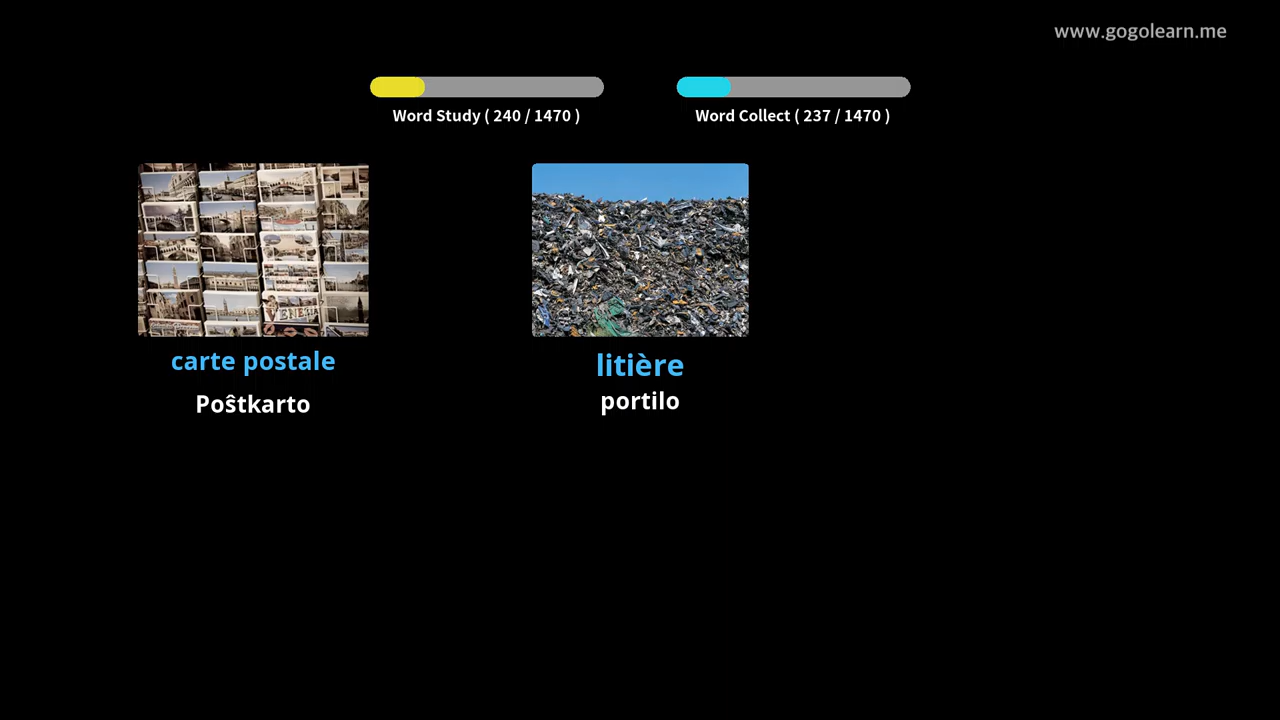 www.gogolearn.me
Word Study ( 240 / 1470 )
Word Collect ( 237 / 1470 )
carte postale
Poŝtkarto
litière
portilo